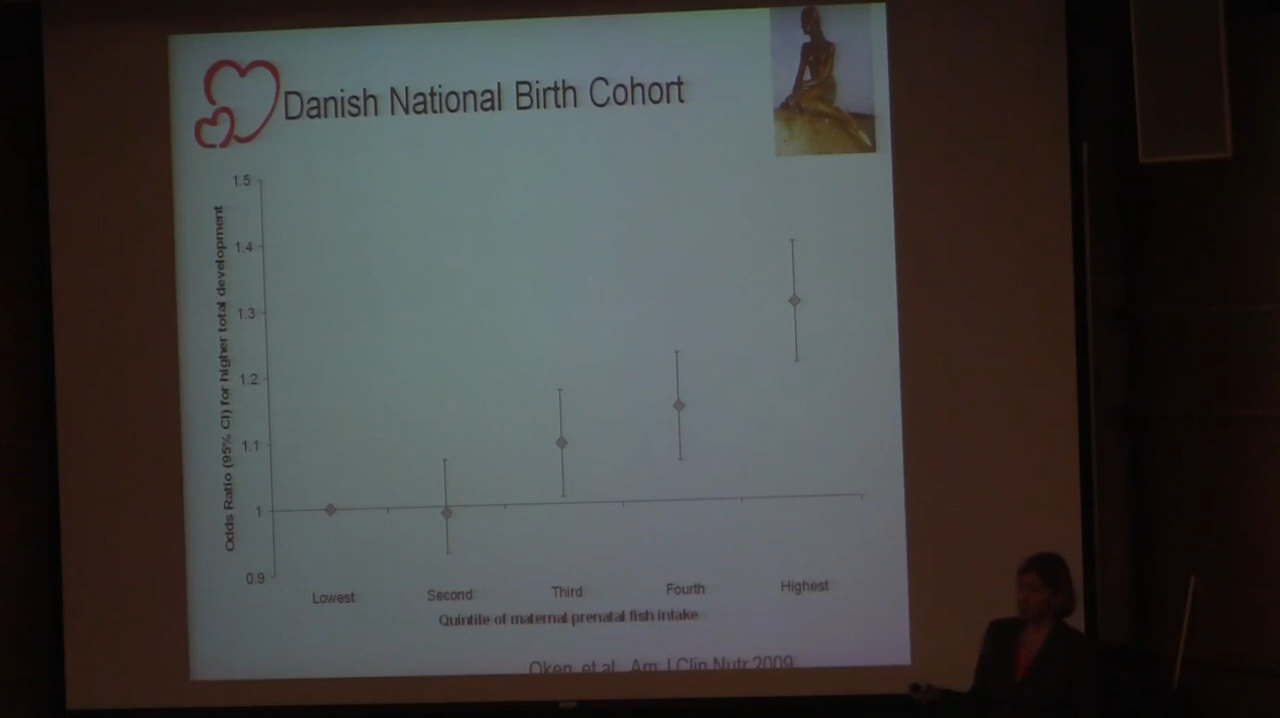 Danish National Birth Cohort
1.5
1.4
1.3
1.2
1.1
1
0.9
Odds Ratio (95% CI) for higher total development
Lowest Second Third Fourth Highest
Quintile of maternal prenatal fish intake
Oken, et al., Am J Clin Nutr 2009